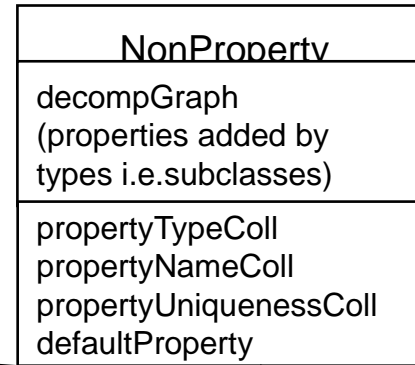 NonProperty
decompGraph
(properties added by
types i.e.subclasses)
propertyTypeColl
propertyNameColl
propertyUniquenessColl
defaultProperty